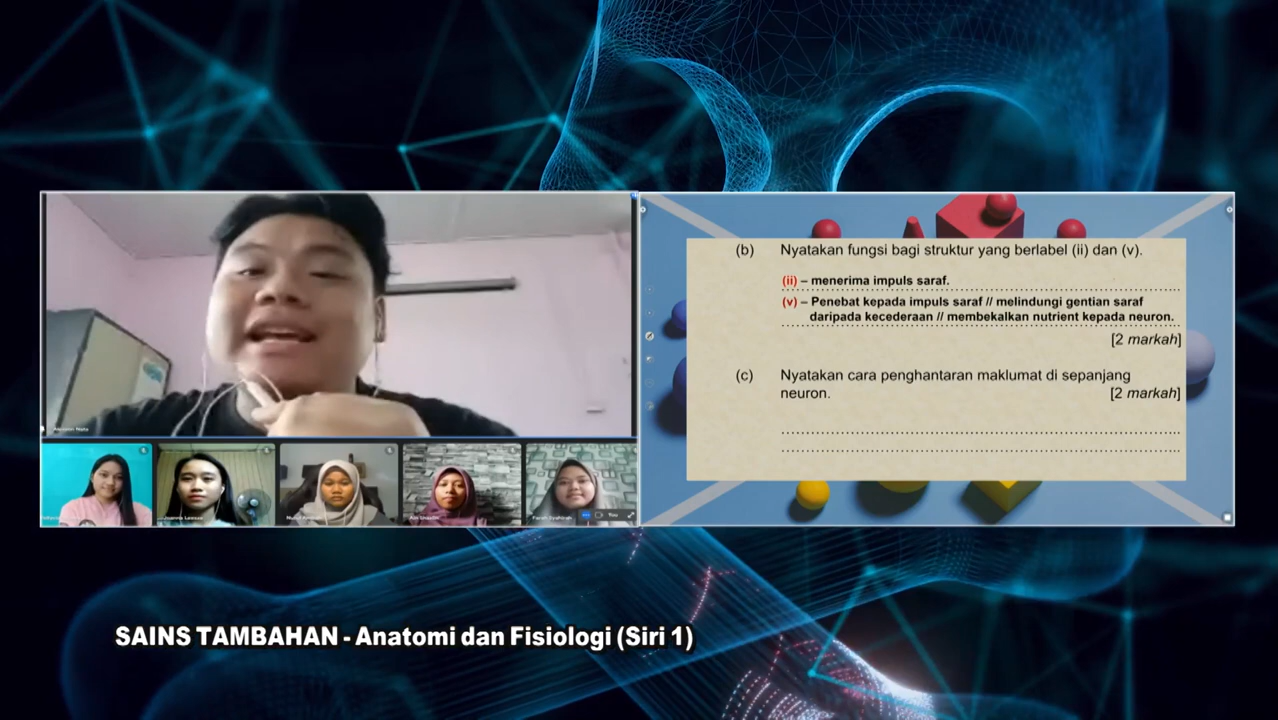 (b) Nyatakan fungsi bagi struktur yang berlabel (ii) dan (v).
(ii) – menerima impuls saraf.
(v) – Penebat kepada impuls saraf // melindungi gentian saraf
daripada kecederaan // membekalkan nutrient kepada neuron.
[2 markah]
(c) Nyatakan cara penghantaran maklumat di sepanjang
neuron. [2 markah]
SAINS TAMBAHAN - Anatomi dan Fisiologi (Siri 1)